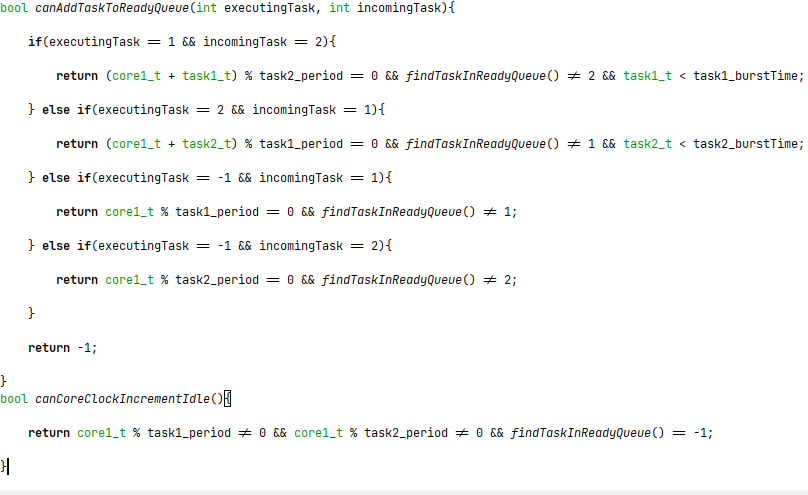 bool canAddTaskToReadyQueue(int executingTask, int incomingTask){
if(executingTask == 1 && incomingTask == 2){
return (core1_t + task1_t) % task2_period == 0 && findTaskInReadyQueue() != 2 && task1_t < task1_burstTime;
} else if(executingTask == 2 && incomingTask == 1){
return (core1_t + task2_t) % task1_period == 0 && findTaskInReadyQueue() != 1 && task2_t < task2_burstTime;
} else if(executingTask == -1 && incomingTask == 1){
return core1_t % task1_period == 0 && findTaskInReadyQueue() != 1;
} else if(executingTask == -1 && incomingTask == 2){
return core1_t % task2_period == 0 && findTaskInReadyQueue() != 2;
}
return -1;
}
bool canCoreClockIncrementIdle(){
return core1_t % task1_period != 0 && core1_t % task2_period != 0 && findTaskInReadyQueue() == -1;
}